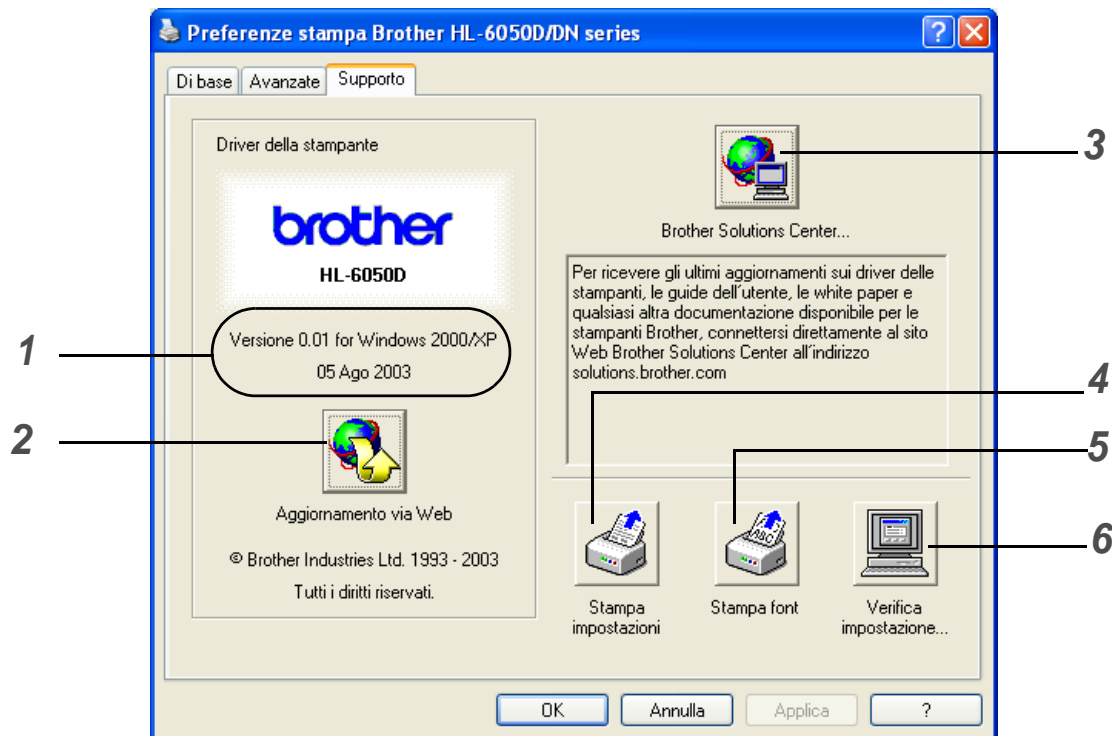 Preferenze stampa Brother HL-6050D/DN series
Di base
Avanzate
Supporto
Driver della stampante
brother
HL-6050D
1
Versione 0.01 for Windows 2000/XP
05 Ago 2003
2
Aggiornamento via Web
© Brother Industries Ltd. 1993 - 2003
Tutti i diritti riservati.
3
Brother Solutions Center...
Per ricevere gli ultimi aggiornamenti sui driver delle
stampanti, le guide dell'utente, le white paper e
qualsiasi altra documentazione disponibile per le
stampanti Brother, connettersi direttamente al sito
Web Brother Solutions Center all'indirizzo
solutions.brother.com
4
5
6
ABC
Stampa
impostazioni
Stampa font
Verifica
impostazione...
OK
Annulla
Applica
?